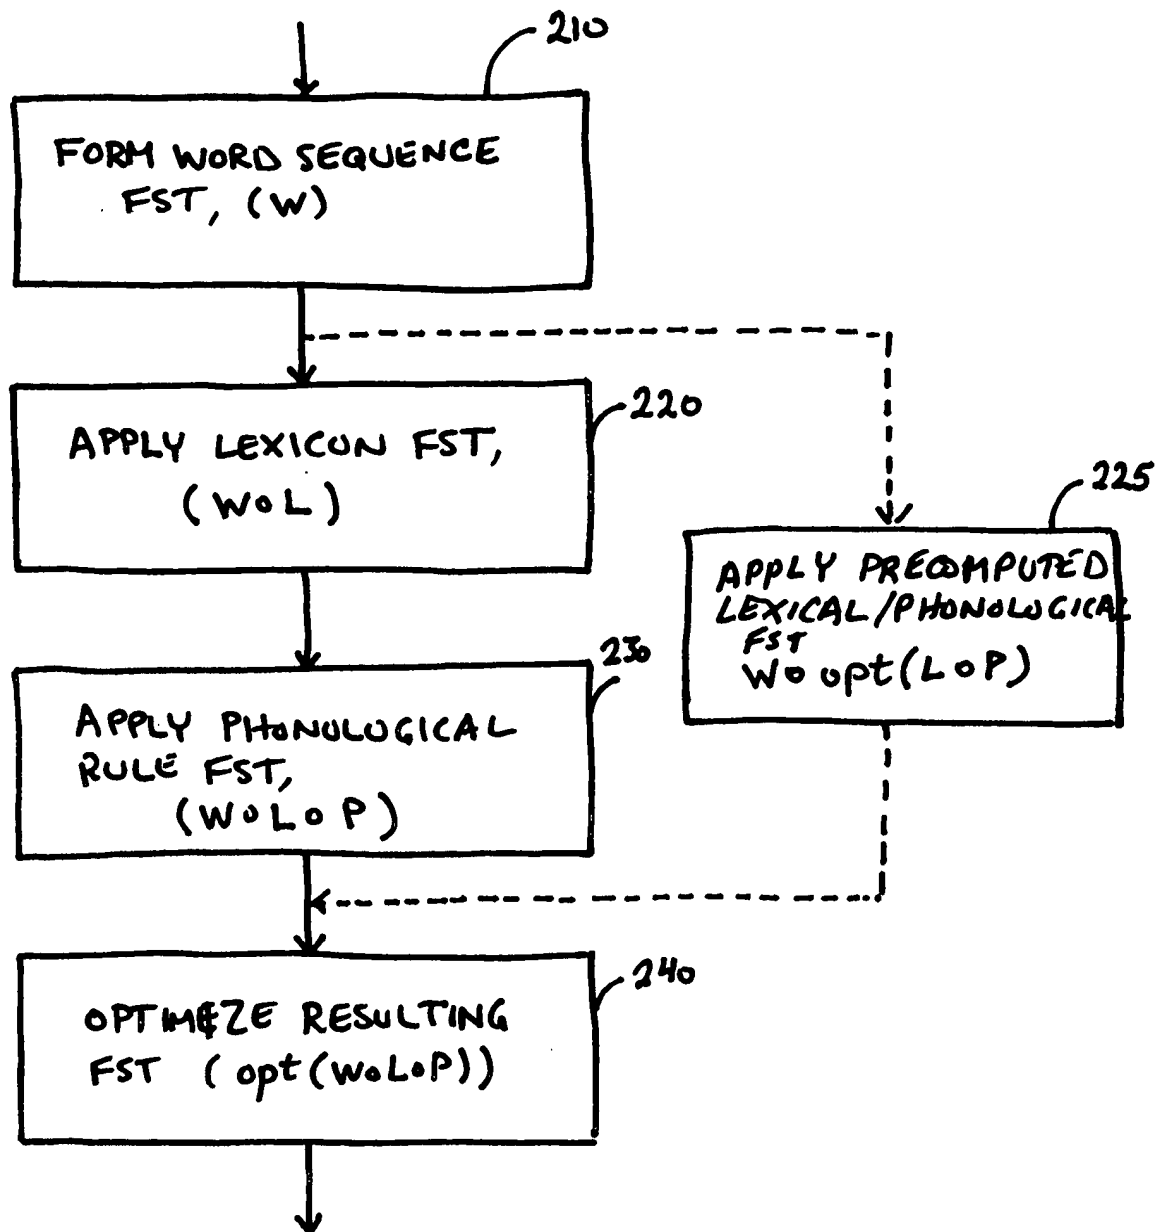 210
FORM WORD SEQUENCE
FST, (W)
220
APPLY LEXICON FST,
(W∘L)
225
APPLY PRECOMPUTED
LEXICAL/PHONOLOGICAL
FST
W∘opt(L∘P)
230
APPLY PHONOLOGICAL
RULE FST,
(W∘L∘P)
240
OPTIMIZE RESULTING
FST (opt(W∘L∘P))